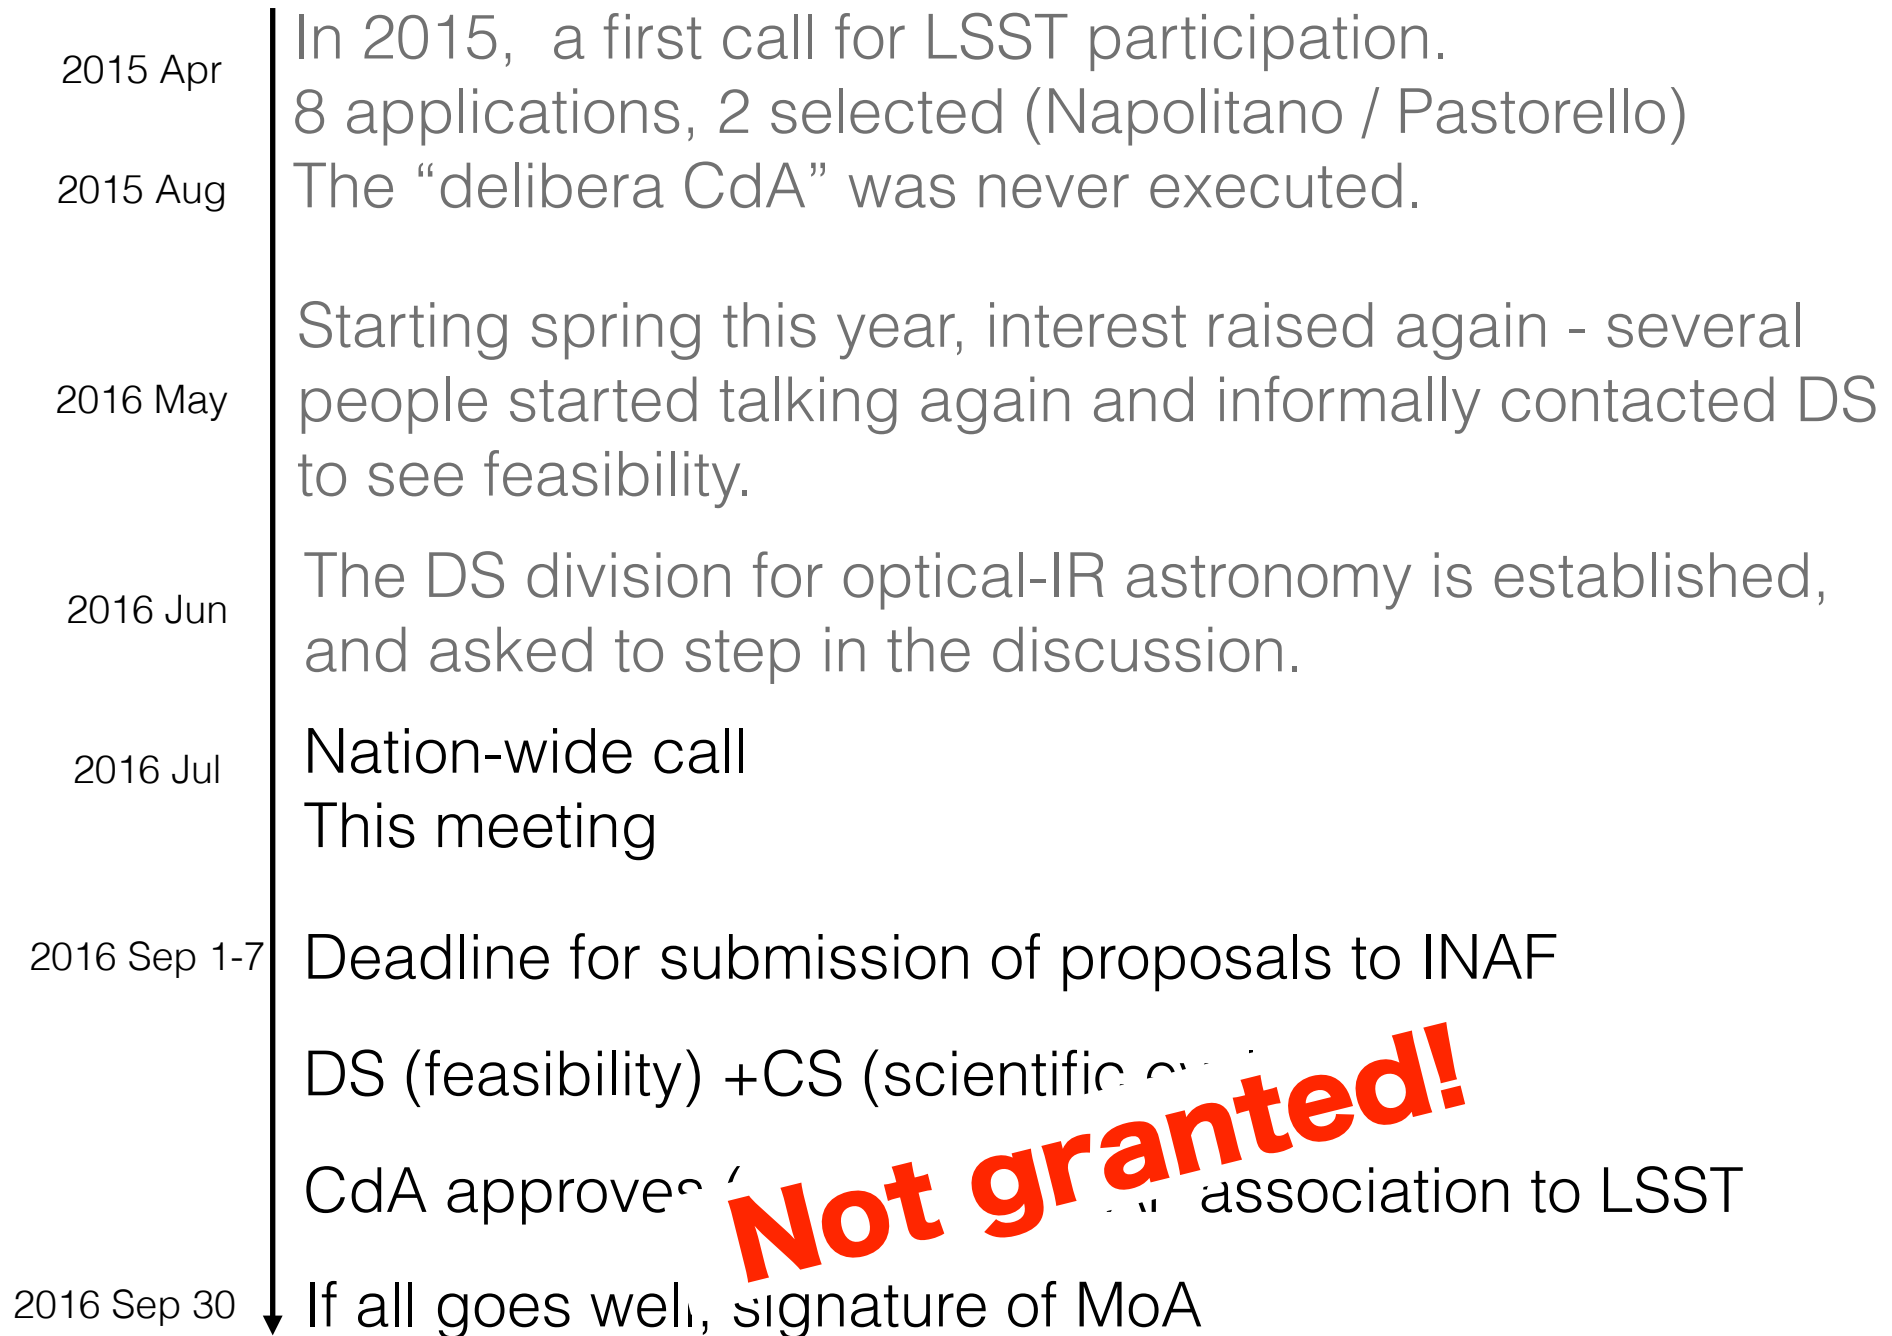 2015 Apr
In 2015, a first call for LSST participation.
8 applications, 2 selected (Napolitano / Pastorello)
2015 Aug
The “delibera CdA” was never executed.
2016 May
Starting spring this year, interest raised again - several
people started talking again and informally contacted DS
to see feasibility.
2016 Jun
The DS division for optical-IR astronomy is established,
and asked to step in the discussion.
2016 Jul
Nation-wide call
This meeting
2016 Sep 1-7
Deadline for submission of proposals to INAF
DS (feasibility) +CS (scientific
CdA approves association to LSST
Not granted!
2016 Sep 30
If all goes well, signature of MoA